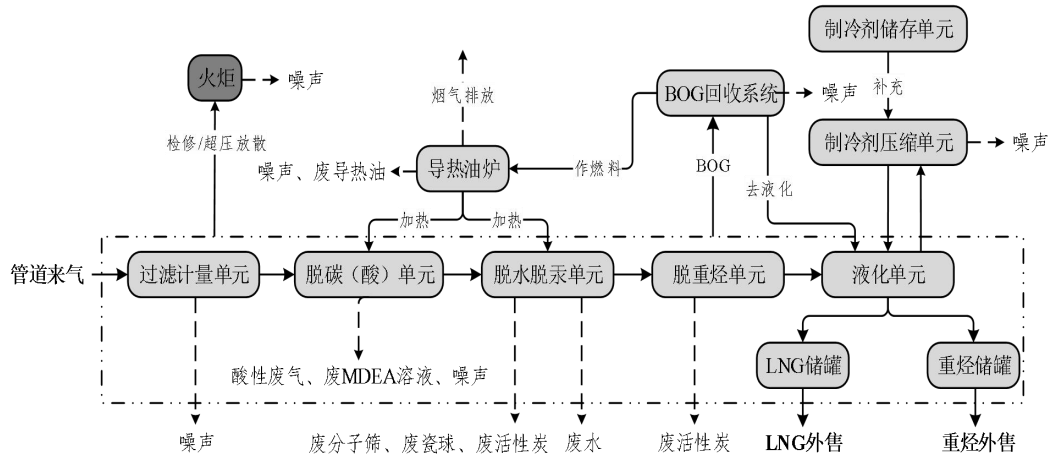 制冷剂储存单元
火炬
噪声
烟气排放
BOG回收系统
噪声
补充
检修/超压放散
制冷剂压缩单元
噪声
噪声、废导热油
导热油炉
作燃料
BOG
去液化
加热
加热
管道来气
过滤计量单元
脱碳（酸）单元
脱水脱汞单元
脱重烃单元
液化单元
LNG储罐
重烃储罐
酸性废气、废MDEA溶液、噪声
噪声
废分子筛、废瓷球、废活性炭
废水
废活性炭
LNG外售
重烃外售